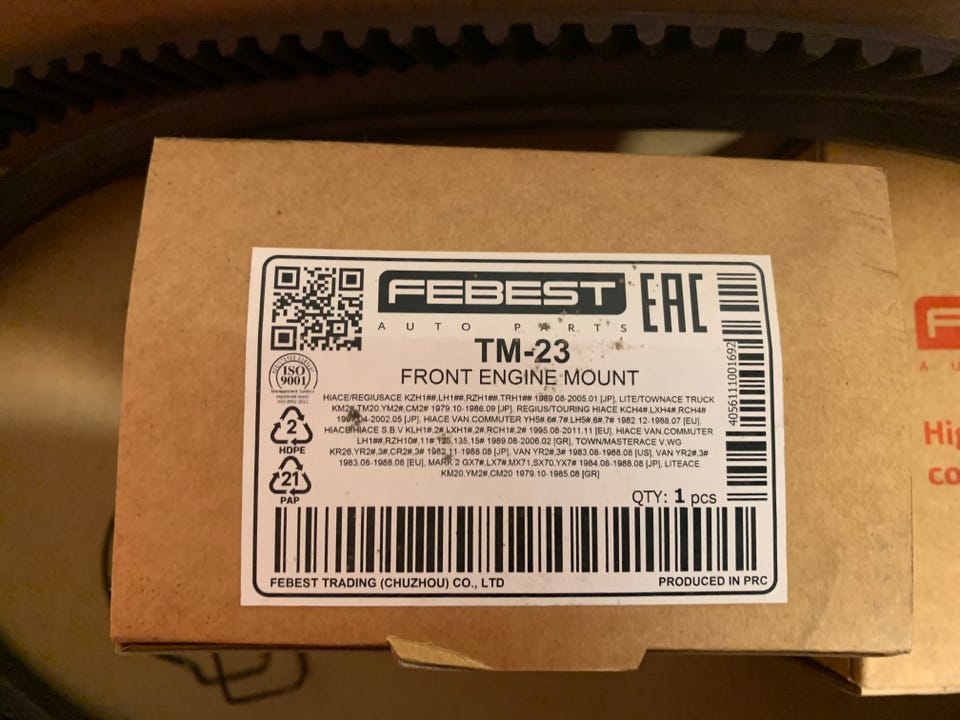 FEBEST
AUTO PARTS
EAC
TM-23
FRONT ENGINE MOUNT
ISO
9001
HIACE/REGIUSACE KZH1##,LH1##,RZH1##,TRH1## 1989.08-2005.01 [JP], LITE/TOWNACE TRUCK
KM2#,TM20,YM2#,CM2# 1979.10-1986.09 [JP], REGIUS/TOURING HIACE KCH4#,LXH4#,RCH4#
04-2002.05 [JP], HIACE VAN,COMMUTER YH5#,6#,7#,LH5#,6#,7# 1982.12-1988.07 [EU],
HIACE/HIACE S.B.V KLH1#,2#,LXH1#,2#,RCH1#,2# 1995.08-2011.11 [EU], HIACE VAN,COMMUTER
LH1##,RZH10#,11#,125,135,15# 1989.08-2006.02 [GR], TOWN/MASTERACE V,WG
KR26,YR2#,3#,CR2#,3# 1982.11-1988.08 [JP], VAN YR2#,3# 1983.08-1988.08 [US], VAN YR2#,3#
1983.08-1988.08 [EU], MARK 2 GX7#,LX7#,MX71,SX70,YX7# 1984.08-1988.08 [JP], LITEACE
KM20,YM2#,CM20 1979.10-1985.08 [GR]
2
HDPE
21
PAP
QTY: 1 pcs
4056111001692
FEBEST TRADING (CHUZHOU) CO., LTD
PRODUCED IN PRC